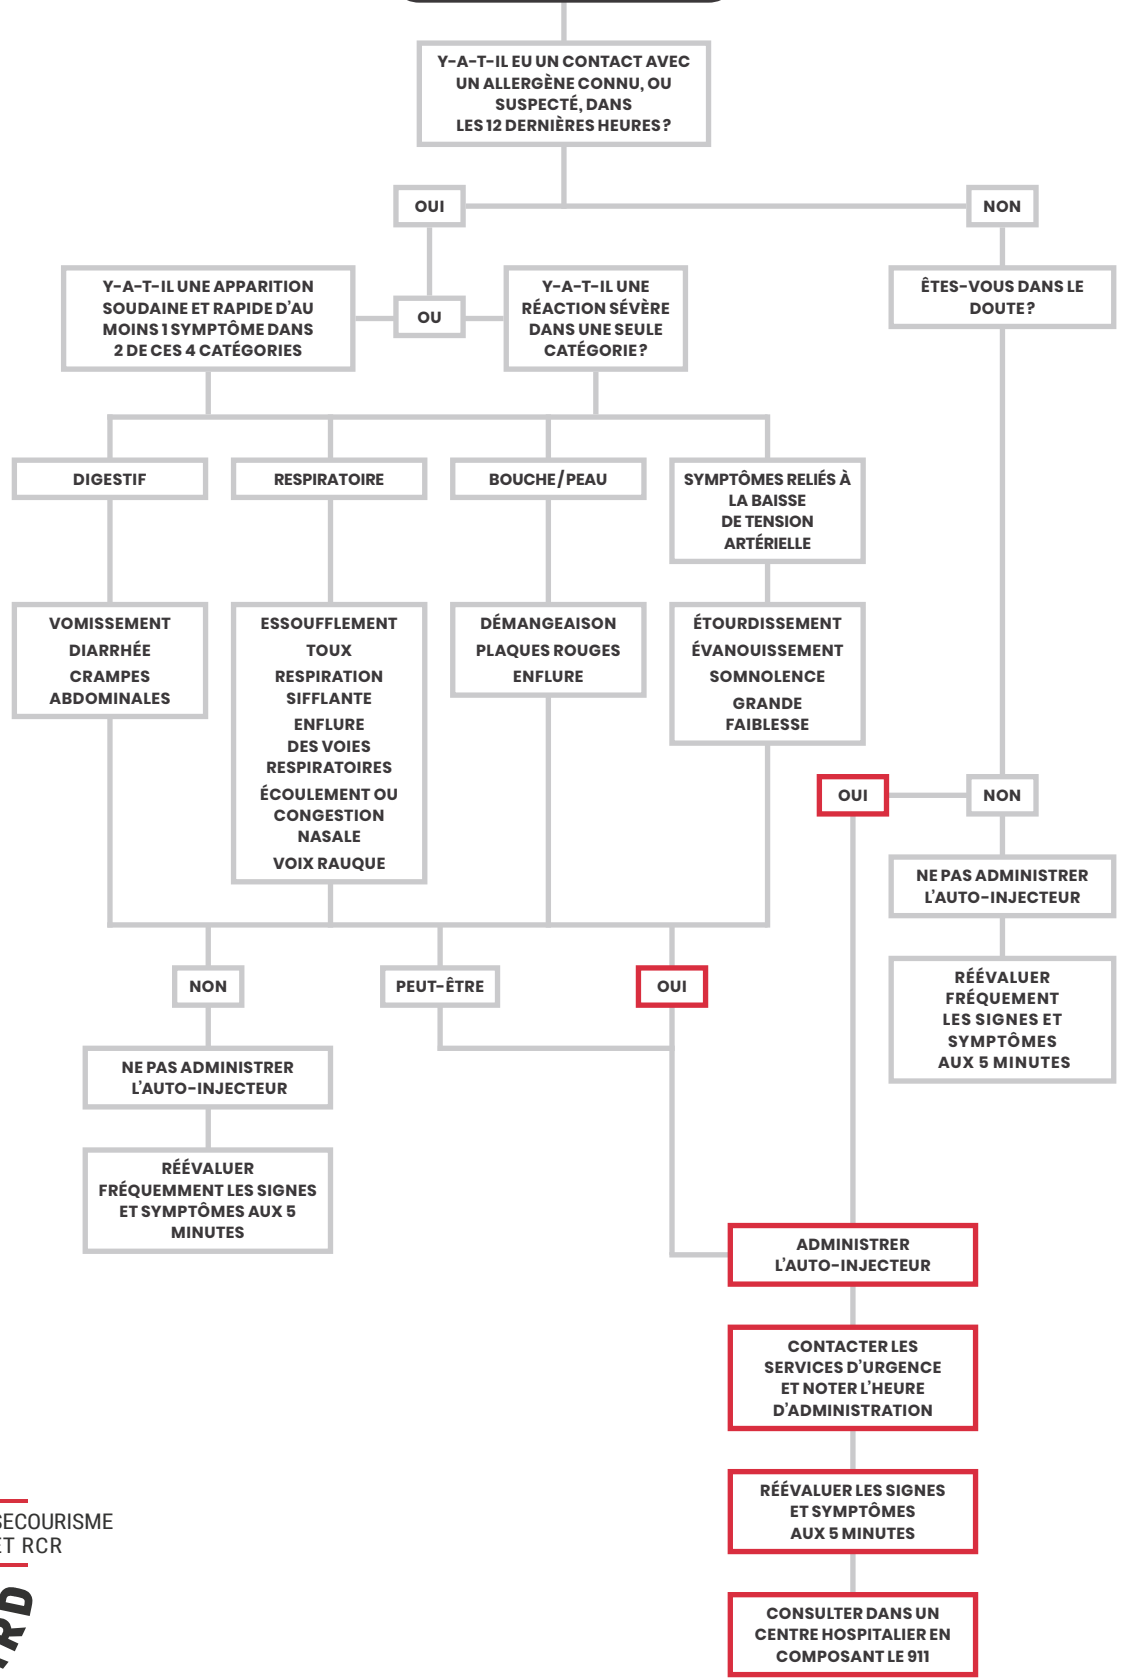 Y-A-T-IL EU UN CONTACT AVEC
UN ALLERGÈNE CONNU, OU
SUSPECTÉ, DANS
LES 12 DERNIÈRES HEURES ?
OUI
NON
Y-A-T-IL UNE APPARITION
SOUDAINE ET RAPIDE D'AU
MOINS 1 SYMPTÔME DANS
2 DE CES 4 CATÉGORIES
OU
Y-A-T-IL UNE
RÉACTION SÉVÈRE
DANS UNE SEULE
CATÉGORIE ?
ÊTES-VOUS DANS LE
DOUTE ?
DIGESTIF
RESPIRATOIRE
BOUCHE / PEAU
SYMPTÔMES RELIÉS À
LA BAISSE
DE TENSION
ARTÉRIELLE
VOMISSEMENT
DIARRHÉE
CRAMPES
ABDOMINALES
ESSOUFFLEMENT
TOUX
RESPIRATION
SIFFLANTE
ENFLURE
DES VOIES
RESPIRATOIRES
ÉCOULEMENT OU
CONGESTION
NASALE
VOIX RAUQUE
DÉMANGEAISON
PLAQUES ROUGES
ENFLURE
ÉTOURDISSEMENT
ÉVANOUISSEMENT
SOMNOLENCE
GRANDE
FAIBLESSE
OUI
NON
NE PAS ADMINISTRER
L'AUTO-INJECTEUR
RÉÉVALUER
FRÉQUEMENT
LES SIGNES ET
SYMPTÔMES
AUX 5 MINUTES
NON
PEUT-ÊTRE
OUI
NE PAS ADMINISTRER
L'AUTO-INJECTEUR
RÉÉVALUER
FRÉQUEMMENT LES SIGNES
ET SYMPTÔMES AUX 5
MINUTES
ADMINISTRER
L'AUTO-INJECTEUR
CONTACTER LES
SERVICES D'URGENCE
ET NOTER L'HEURE
D'ADMINISTRATION
RÉÉVALUER LES SIGNES
ET SYMPTÔMES
AUX 5 MINUTES
CONSULTER DANS UN
CENTRE HOSPITALIER EN
COMPOSANT LE 911
SECOURISME
ET RCR